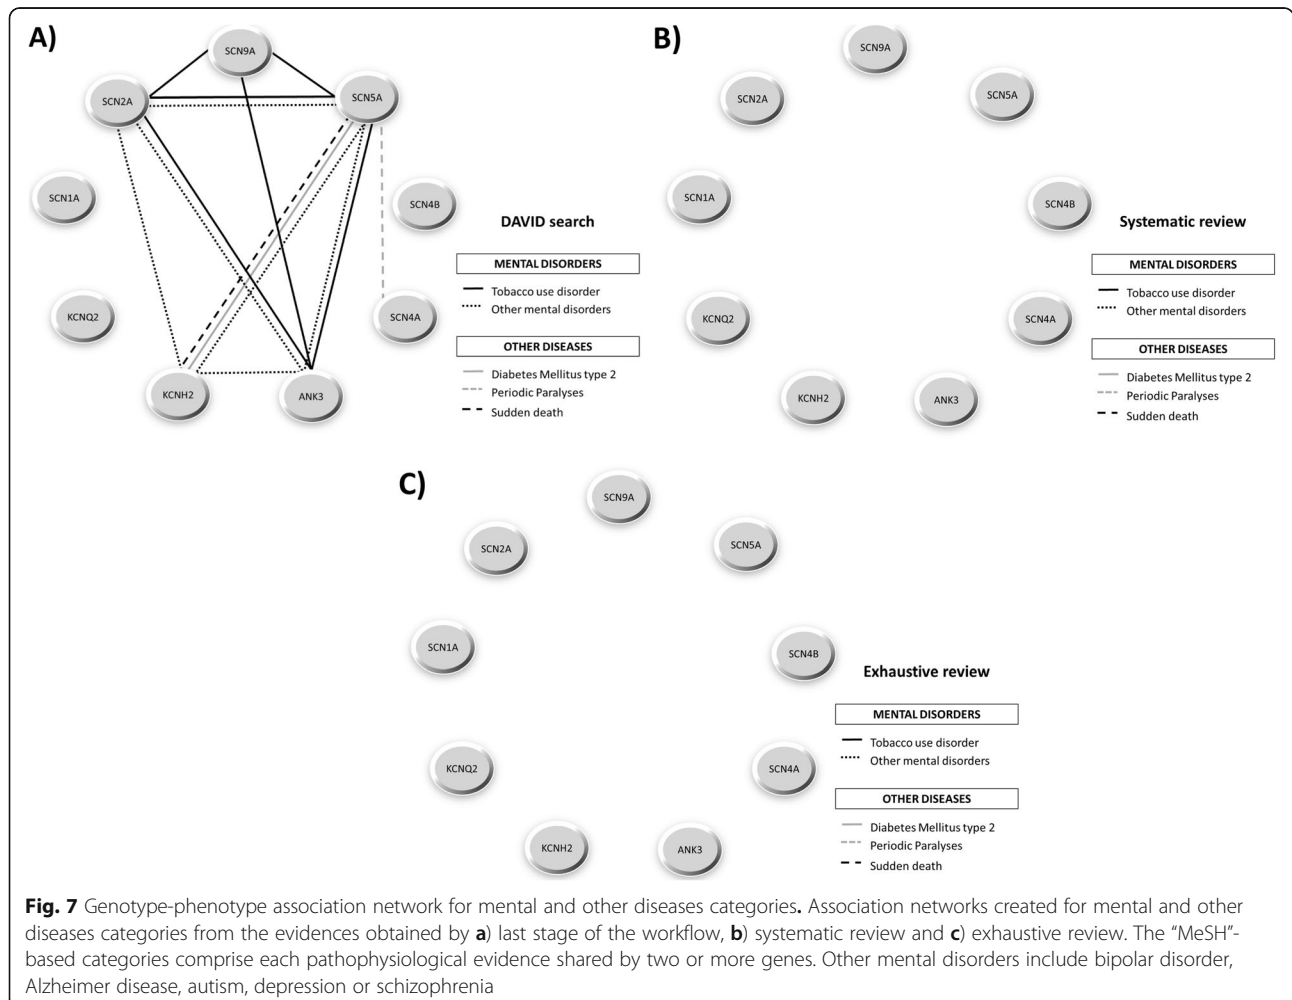 A)
SCN9A
SCN2A
SCN5A
SCN1A
SCN4B
KCNQ2
SCN4A
KCNH2
ANK3
DAVID search
MENTAL DISORDERS
Tobacco use disorder
Other mental disorders
OTHER DISEASES
Diabetes Mellitus type 2
Periodic Paralyses
Sudden death
B)
SCN9A
SCN2A
SCN5A
SCN1A
SCN4B
KCNQ2
SCN4A
KCNH2
ANK3
Systematic review
MENTAL DISORDERS
Tobacco use disorder
Other mental disorders
OTHER DISEASES
Diabetes Mellitus type 2
Periodic Paralyses
Sudden death
C)
SCN9A
SCN2A
SCN5A
SCN1A
SCN4B
KCNQ2
SCN4A
KCNH2
ANK3
Exhaustive review
MENTAL DISORDERS
Tobacco use disorder
Other mental disorders
OTHER DISEASES
Diabetes Mellitus type 2
Periodic Paralyses
Sudden death
Fig. 7 Genotype-phenotype association network for mental and other diseases categories. Association networks created for mental and other
diseases categories from the evidences obtained by a) last stage of the workflow, b) systematic review and c) exhaustive review. The “MeSH”-
based categories comprise each pathophysiological evidence shared by two or more genes. Other mental disorders include bipolar disorder,
Alzheimer disease, autism, depression or schizophrenia